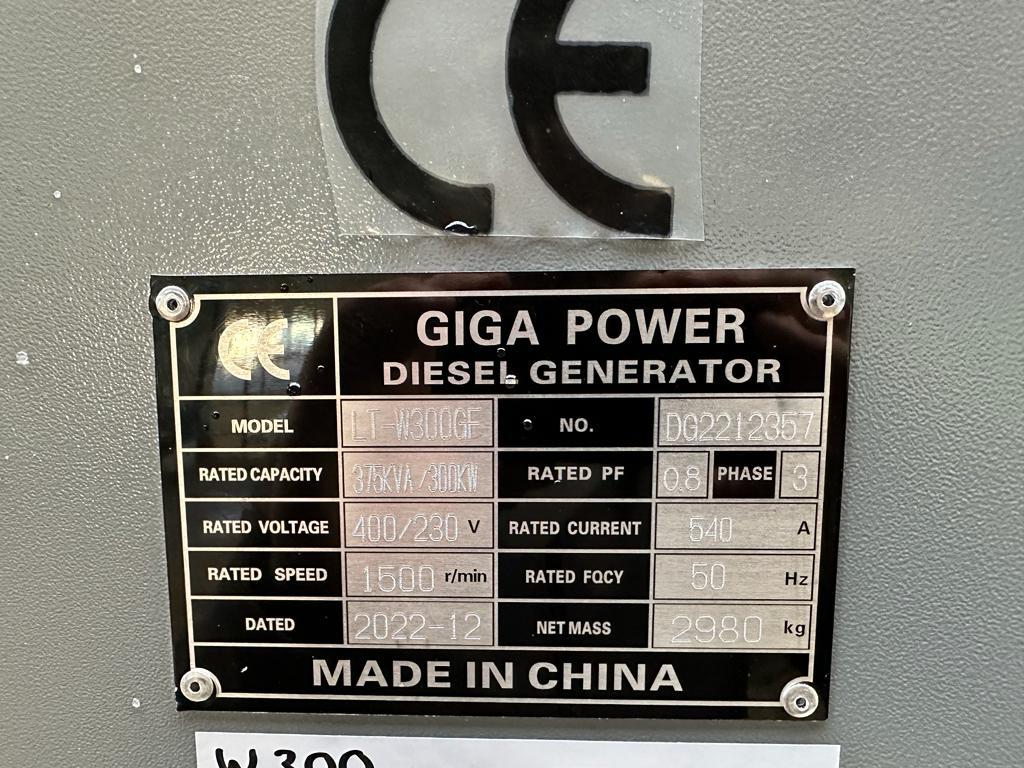 CE
CE
GIGA POWER
DIESEL GENERATOR
MODEL LT-W300GF NO. DG2212357
RATED CAPACITY 375KVA/300KW RATED PF 0.8 PHASE 3
RATED VOLTAGE 400/230 V RATED CURRENT 540 A
RATED SPEED 1500 r/min RATED FQCY 50 Hz
DATED 2022-12 NET MASS 2980 kg
MADE IN CHINA
W300